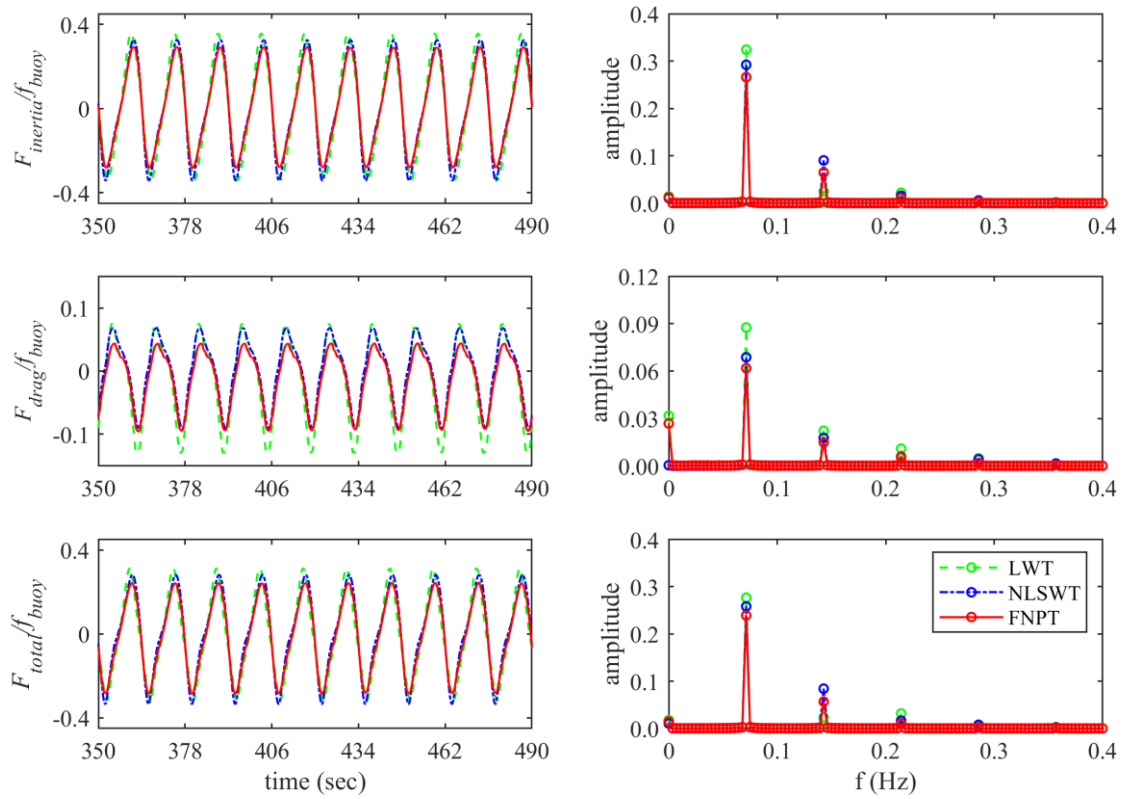 0.4
0
-0.4
F_inertia/f_buoy
350 378 406 434 462 490
0.4
0.3
0.2
0.1
0.0
amplitude
0 0.1 0.2 0.3 0.4
0.1
0
-0.1
F_drag/f_buoy
350 378 406 434 462 490
0.12
0.09
0.06
0.03
0.00
amplitude
0 0.1 0.2 0.3 0.4
0.4
0
-0.4
F_total/f_buoy
350 378 406 434 462 490
time (sec)
0.4
0.3
0.2
0.1
0.0
amplitude
LWT
NLSWT
FNPT
0 0.1 0.2 0.3 0.4
f (Hz)